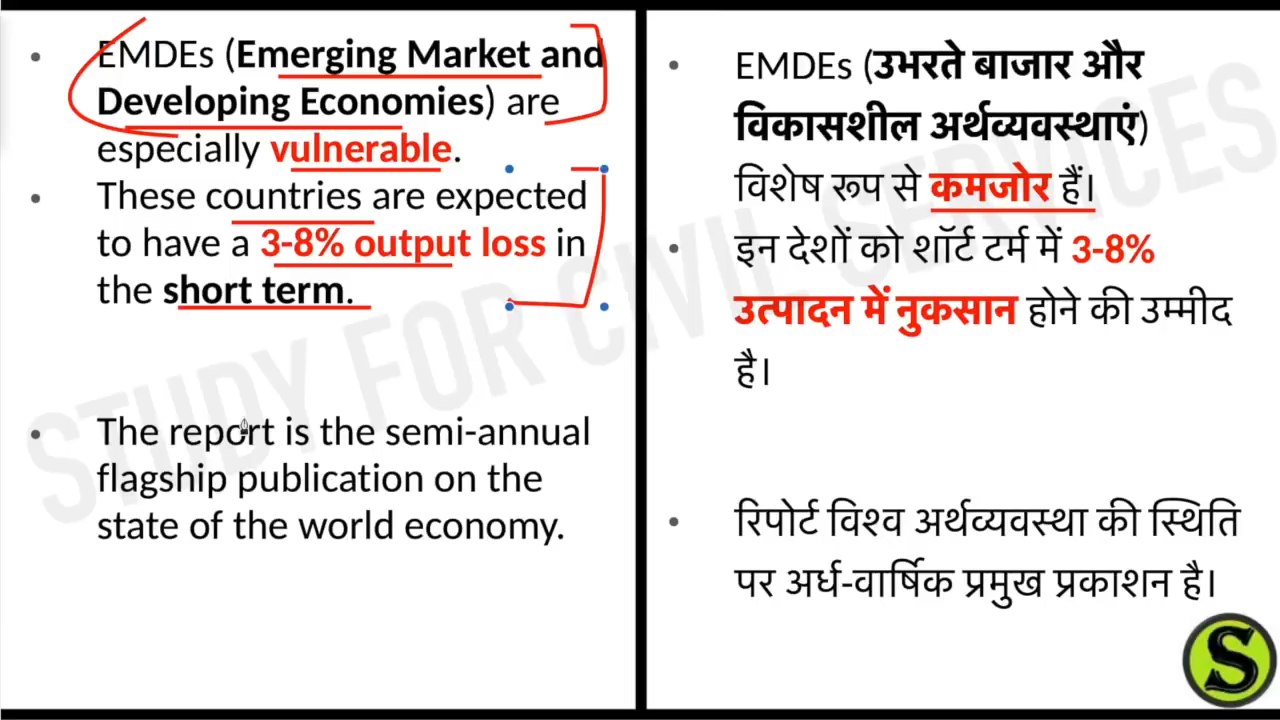 EMDEs (Emerging Market and
Developing Economies) are
especially vulnerable.
These countries are expected
to have a 3-8% output loss in
the short term.
The report is the semi-annual
flagship publication on the
state of the world economy.
EMDEs (उभरते बाजार और
विकासशील अर्थव्यवस्थाएं)
विशेष रूप से कमजोर हैं।
इन देशों को शॉर्ट टर्म में 3-8%
उत्पादन में नुकसान होने की उम्मीद
है।
रिपोर्ट विश्व अर्थव्यवस्था की स्थिति
पर अर्ध-वार्षिक प्रमुख प्रकाशन है।
STUDY FOR CIVIL SERVICES
S